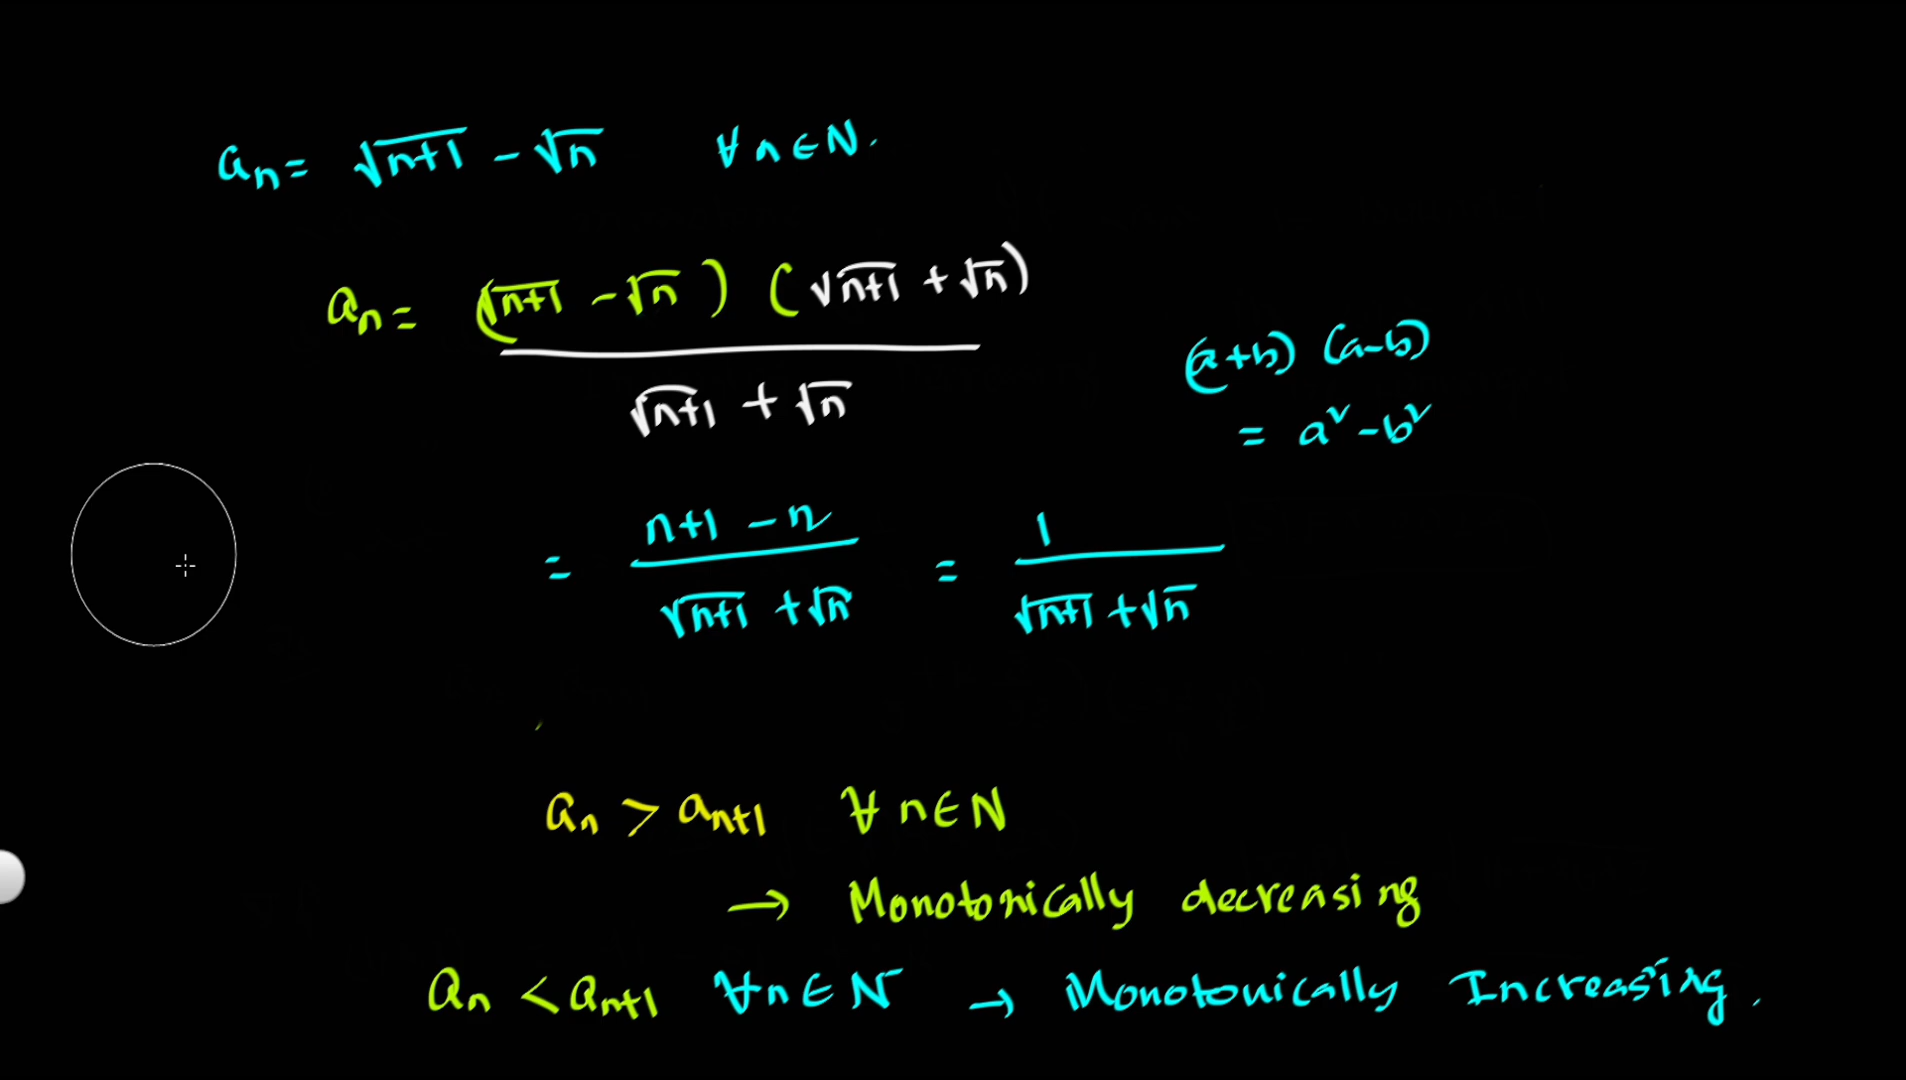 aₙ = √(n+1) - √n ∀ n ∈ N.
aₙ = (√(n+1) - √n) (√(n+1) + √n) / (√(n+1) + √n)
(a+b) (a-b)
= a² - b²
= (n+1 - n) / (√(n+1) + √n) = 1 / (√(n+1) + √n)
aₙ > aₙ₊₁ ∀ n ∈ N
→ Monotonically decreasing
aₙ < aₙ₊₁ ∀ n ∈ N → Monotonically Increasing.